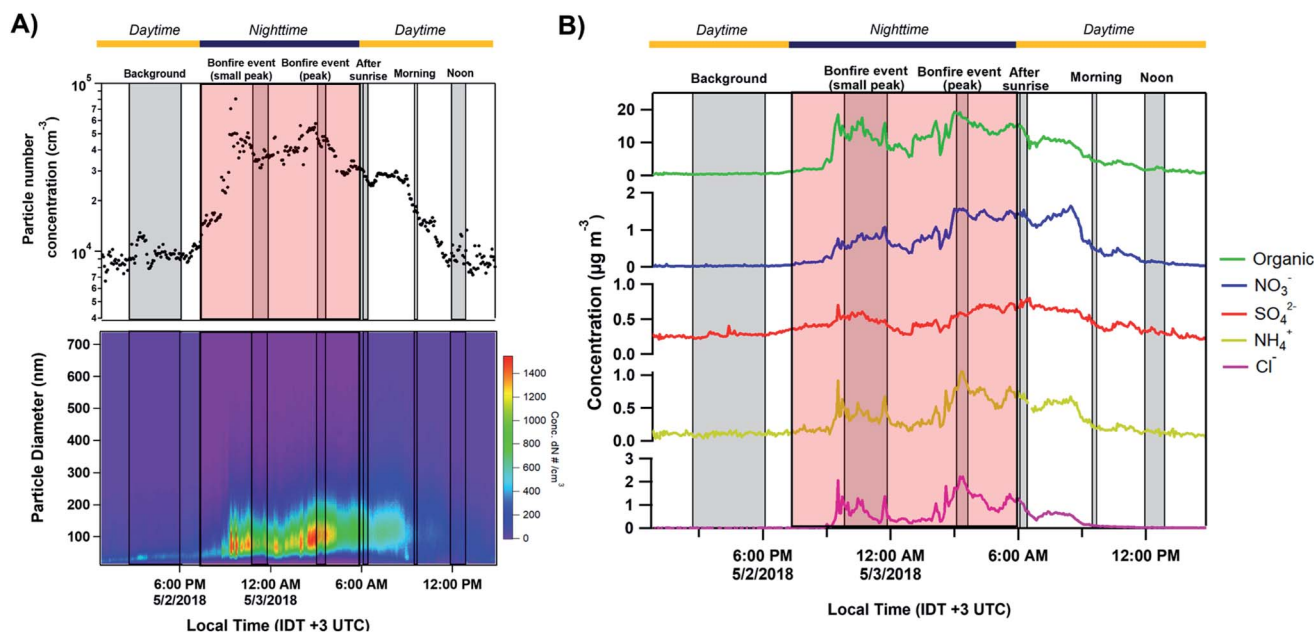 A)
Daytime Nighttime Daytime
Background Bonfire event (small peak) Bonfire event (peak) After sunrise Morning Noon
Particle number concentration (cm-3)
10^5
7
6
5
4
3
2
10^4
7
6
5
4
Particle Diameter (nm)
700
600
500
400
300
200
100
1400
1200
1000
800
600
400
200
0
Conc. dN # /cm^3
6:00 PM 12:00 AM 6:00 AM 12:00 PM
5/2/2018 5/3/2018
Local Time (IDT +3 UTC)
B)
Daytime Nighttime Daytime
Background Bonfire event (small peak) Bonfire event (peak) After sunrise Morning Noon
Concentration (µg m-3)
20
10
0
2
1
0
1.0
0.5
0.0
1.0
0.5
0.0
3
2
1
0
Organic
NO3-
SO4 2-
NH4+
Cl-
6:00 PM 12:00 AM 6:00 AM 12:00 PM
5/2/2018 5/3/2018
Local Time (IDT +3 UTC)